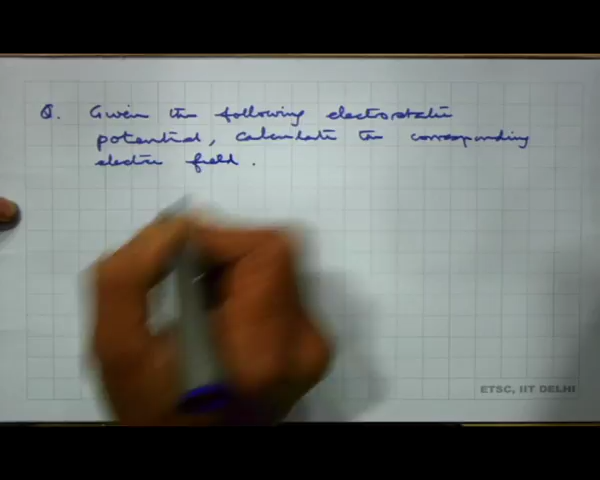 Q. Given the following electrostatic
potential, calculate the corresponding
electric field.
ETSC, IIT DELHI